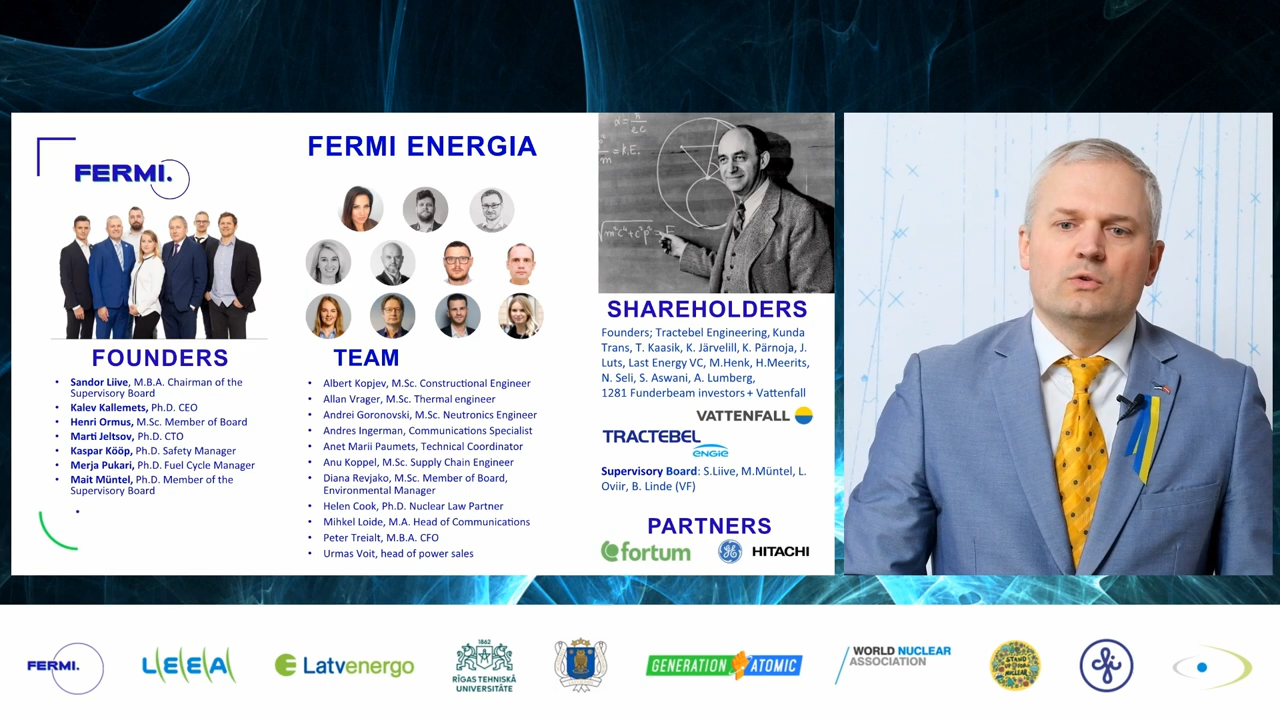 FERMI.
FERMI ENERGIA
FOUNDERS
• Sandor Liive, M.B.A. Chairman of the
Supervisory Board
• Kalev Kallemets, Ph.D. CEO
• Henri Ormus, M.Sc. Member of Board
• Marti Jeltsov, Ph.D. CTO
• Kaspar Kööp, Ph.D. Safety Manager
• Merja Pukari, Ph.D. Fuel Cycle Manager
• Mait Müntel, Ph.D. Member of the
Supervisory Board
TEAM
• Albert Kopjev, M.Sc. Constructional Engineer
• Allan Vrager, M.Sc. Thermal engineer
• Andrei Goronovski, M.Sc. Neutronics Engineer
• Andres Ingerman, Communications Specialist
• Anet Marii Paumets, Technical Coordinator
• Anu Koppel, M.Sc. Supply Chain Engineer
• Diana Revjako, M.Sc. Member of Board,
Environmental Manager
• Helen Cook, Ph.D. Nuclear Law Partner
• Mihkel Loide, M.A. Head of Communications
• Peter Treialt, M.B.A. CFO
• Urmas Voit, head of power sales
SHAREHOLDERS
Founders; Tractebel Engineering, Kunda
Trans, T. Kaasik, K. Järvelill, K. Pärnoja, J.
Luts, Last Energy VC, M.Henk, H.Meerits,
N. Seli, S. Aswani, A. Lumberg,
1281 Funderbeam investors + Vattenfall
VATTENFALL
TRACTEBEL
ENGIE
Supervisory Board: S.Liive, M.Müntel, L.
Oviir, B. Linde (VF)
PARTNERS
fortum
HITACHI
FERMI.
LEEA
Latvenergo
1862
RĪGAS TEHNISKĀ
UNIVERSITĀTE
GENERATION ATOMIC
WORLD NUCLEAR
ASSOCIATION
STAND
UP FOR
NUCLEAR